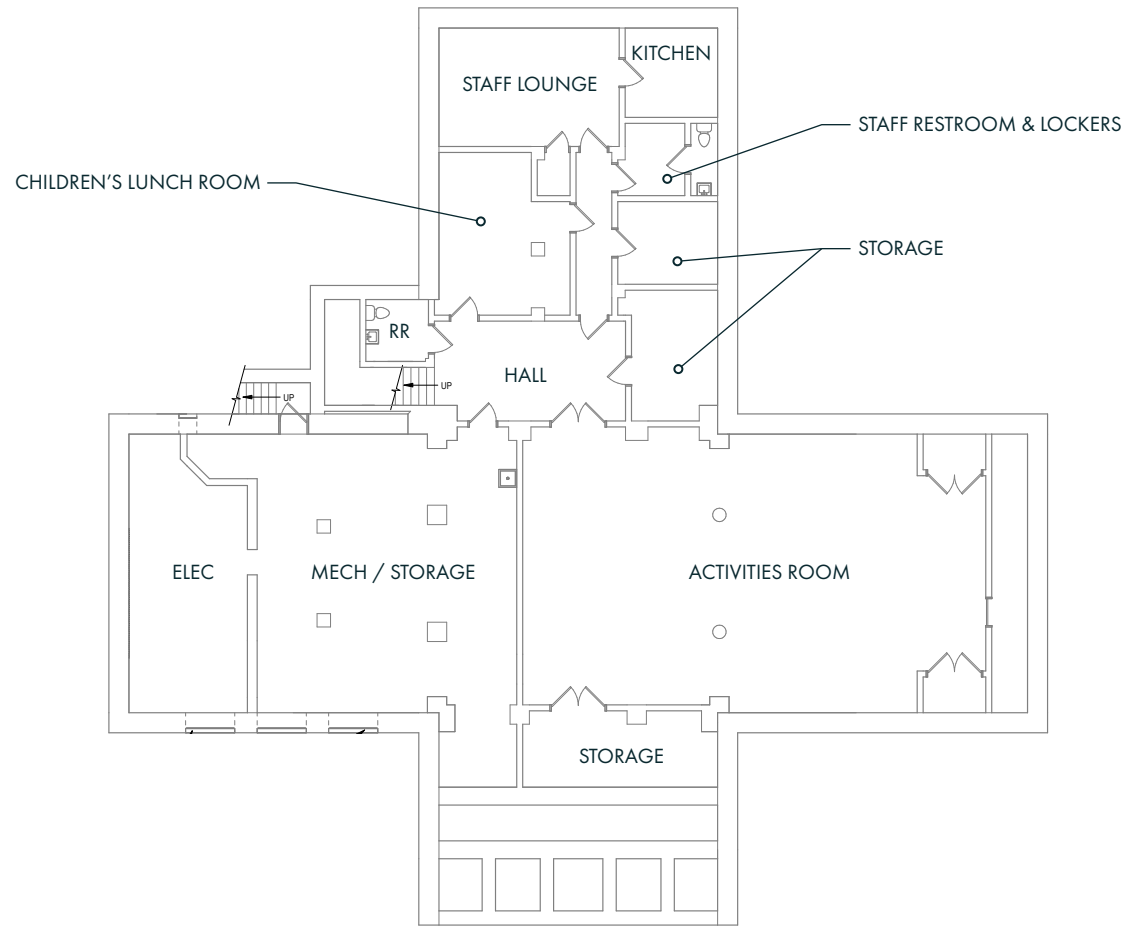 KITCHEN
STAFF LOUNGE
STAFF RESTROOM & LOCKERS
CHILDREN'S LUNCH ROOM
STORAGE
RR
HALL
UP
UP
ELEC
MECH / STORAGE
ACTIVITIES ROOM
STORAGE